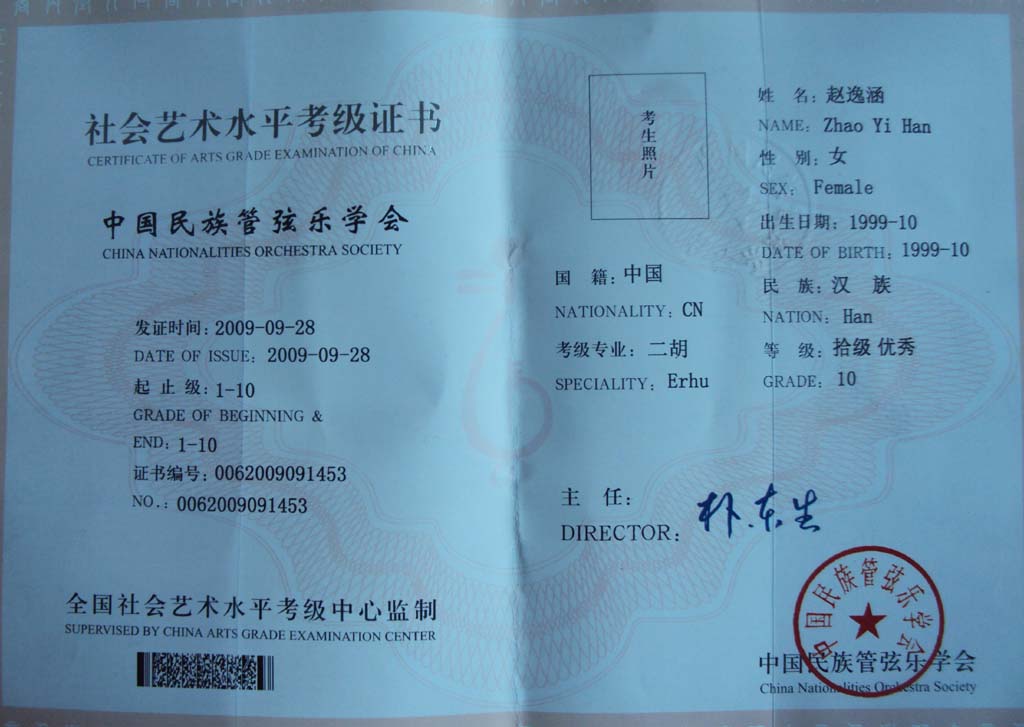 社会艺术水平考级证书
CERTIFICATE OF ARTS GRADE EXAMINATION OF CHINA
中国民族管弦乐学会
CHINA NATIONALITIES ORCHESTRA SOCIETY
发证时间: 2009-09-28
DATE OF ISSUE: 2009-09-28
起 止 级: 1-10
GRADE OF BEGINNING &
END: 1-10
证书编号: 0062009091453
NO.: 0062009091453
全国社会艺术水平考级中心监制
SUPERVISED BY CHINA ARTS GRADE EXAMINATION CENTER
考生照片
姓 名: 赵逸涵
NAME: Zhao Yi Han
性 别: 女
SEX: Female
出生日期: 1999-10
DATE OF BIRTH: 1999-10
国 籍: 中国
民 族: 汉 族
NATIONALITY: CN
NATION: Han
考级专业: 二胡
等 级: 拾级 优秀
SPECIALITY: Erhu
GRADE: 10
主 任:
DIRECTOR: 朴东生
中国民族管弦乐学会
中国民族管弦乐学会
China Nationalities Orchestra Society